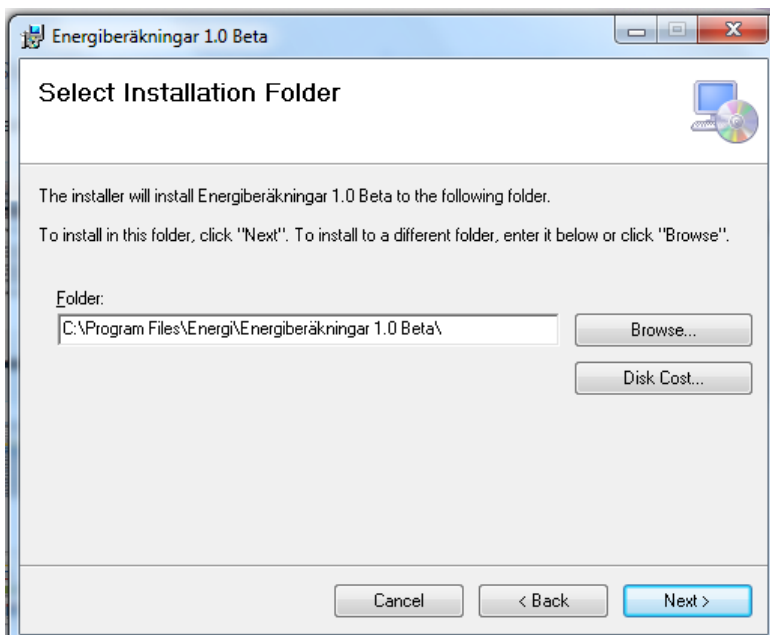 Energiberäkningar 1.0 Beta
Select Installation Folder
The installer will install Energiberäkningar 1.0 Beta to the following folder.
To install in this folder, click "Next". To install to a different folder, enter it below or click "Browse".
Folder:
C:\Program Files\Energi\Energiberäkningar 1.0 Beta\
Browse...
Disk Cost...
Cancel
< Back
Next >